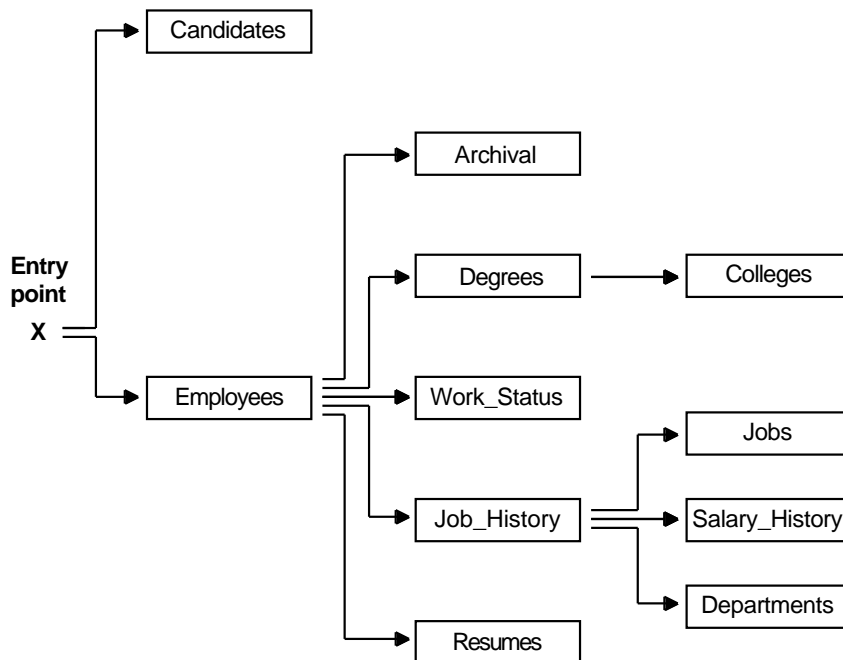 Candidates
Archival
Entry
point
X
Degrees
Colleges
Employees
Work_Status
Jobs
Job_History
Salary_History
Departments
Resumes